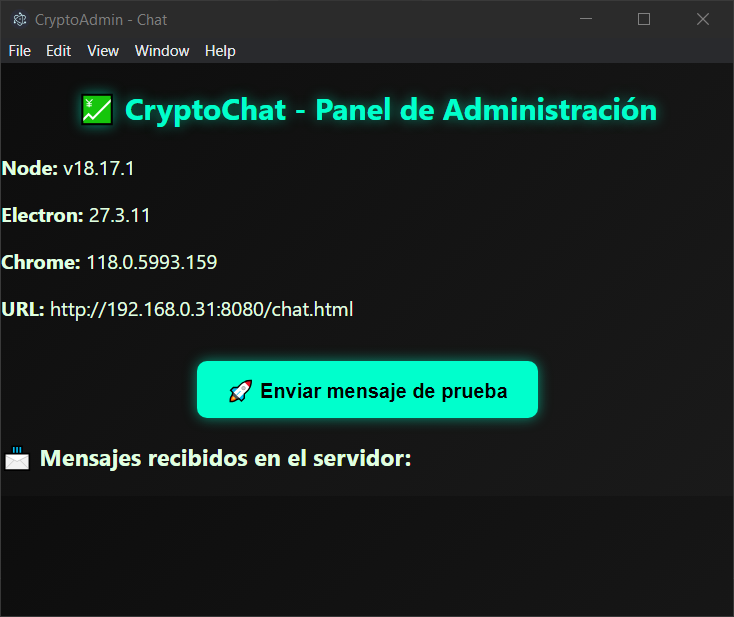 CryptoAdmin - Chat
File Edit View Window Help
CryptoChat - Panel de Administración
Node: v18.17.1
Electron: 27.3.11
Chrome: 118.0.5993.159
URL: http://192.168.0.31:8080/chat.html
Enviar mensaje de prueba
Mensajes recibidos en el servidor: